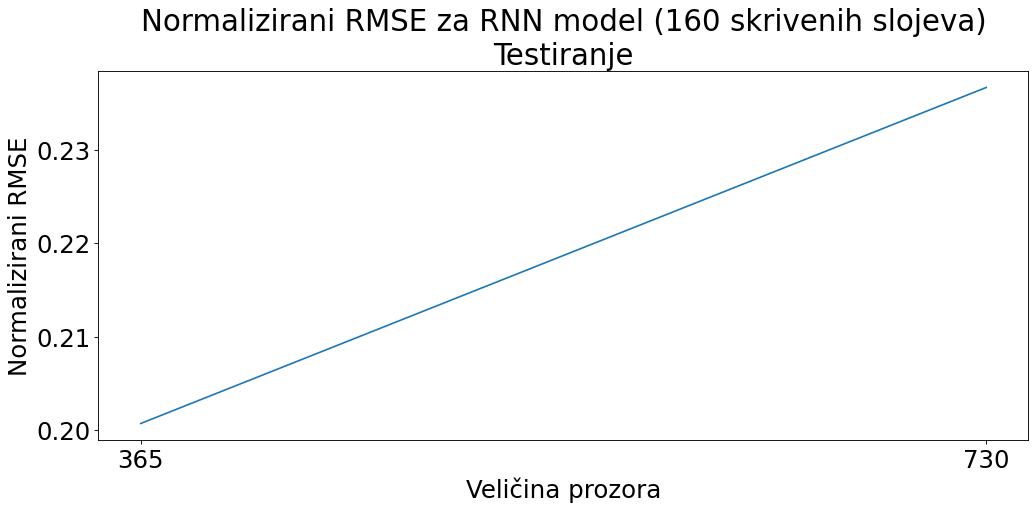 Normalizirani RMSE za RNN model (160 skrivenih slojeva)
Testiranje
Normalizirani RMSE
0.23
0.22
0.21
0.20
365
730
Veličina prozora